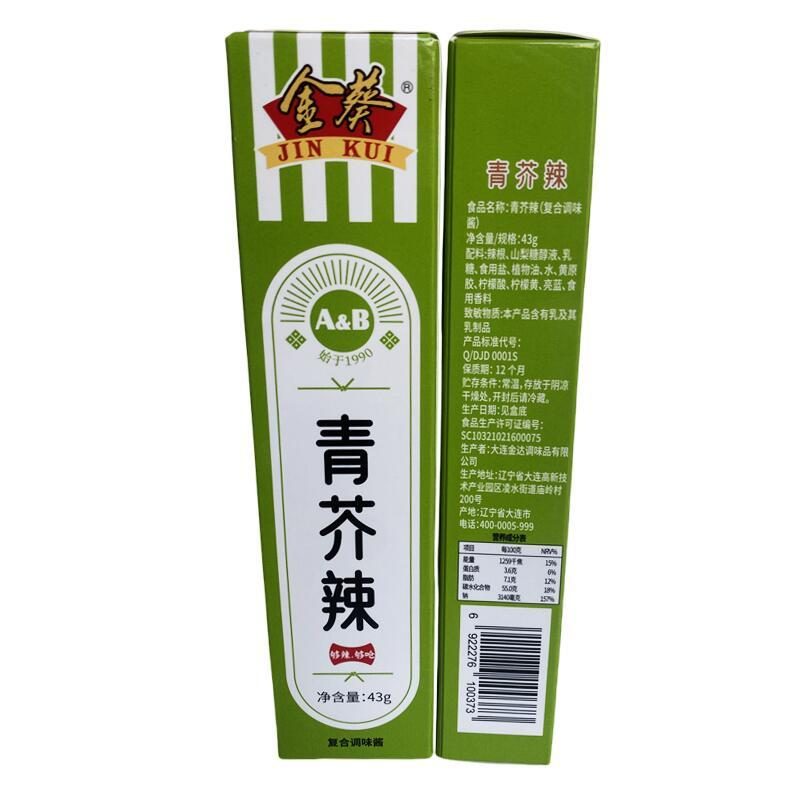 金葵®
JIN KUI
A&B
始于1990
青芥辣
够辣.够呛
净含量:43g
复合调味酱
青芥辣
食品名称:青芥辣(复合调味
酱)
净含量/规格:43g
配料:辣根、山梨糖醇液、乳
糖、食用盐、植物油、水、黄原
胶、柠檬酸、柠檬黄、亮蓝、食
用香料
致敏物质:本产品含有乳及其
乳制品
产品标准代号:
Q/DJD 0001S
保质期:12个月
贮存条件:常温,存放于阴凉
干燥处,开封后请冷藏。
生产日期:见盒底
食品生产许可证编号:
SC10321021600075
生产者:大连金达调味品有限
公司
生产地址:辽宁省大连高新技
术产业园区凌水街道庙岭村
200号
产地:辽宁省大连市
电话:400-0005-999
营养成分表
项目 每100克 NRV%
能量 1259千焦 15%
蛋白质 3.6克 6%
脂肪 7.1克 12%
碳水化合物 55.0克 18%
钠 3140毫克 157%
6 922276 100373